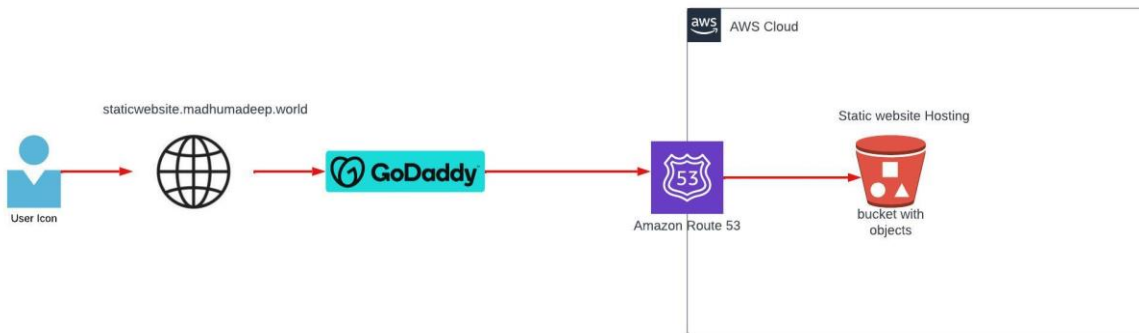 aws
AWS Cloud
staticwebsite.madhumadeep.world
Static website Hosting
GoDaddy
53
User Icon
Amazon Route 53
bucket with
objects